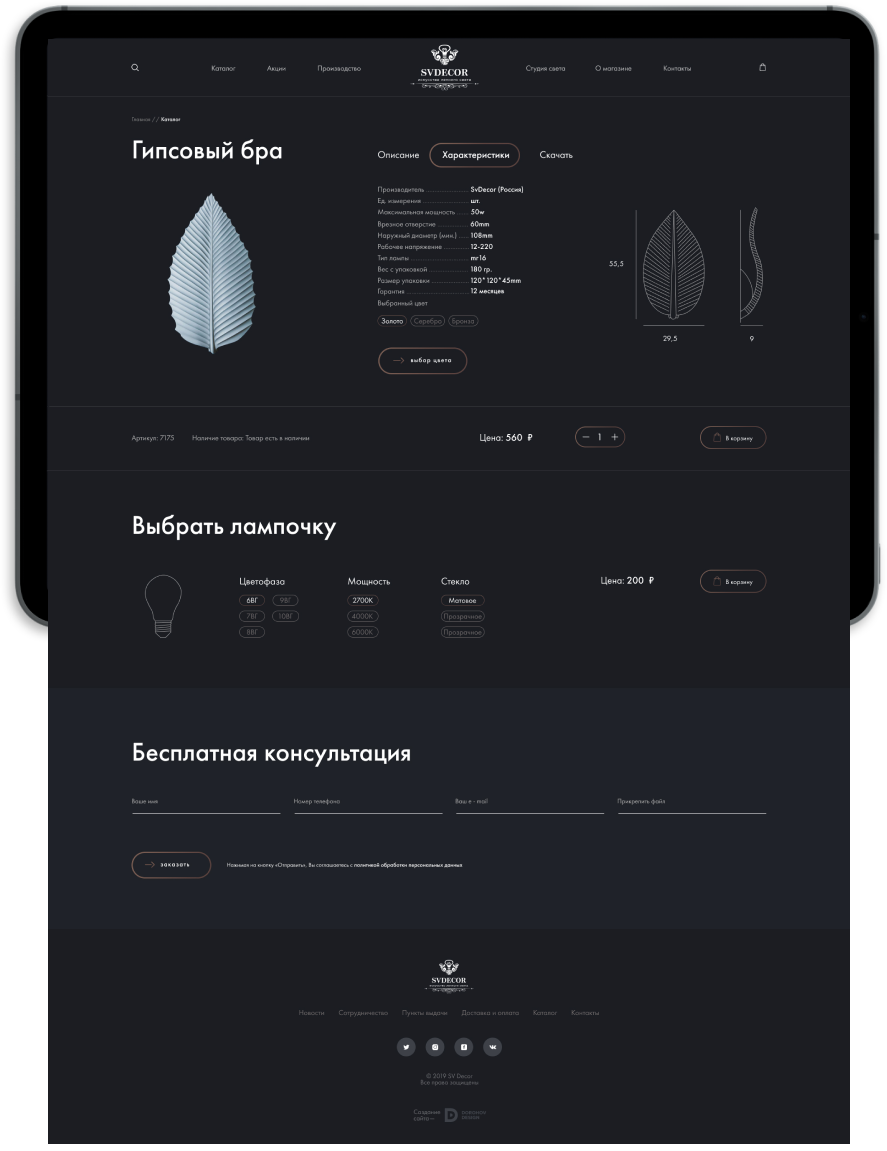 Каталог
Акции
Производство
SVDECOR
искусство лепного света
Студия света
О магазине
Контакты
Главная // Каталог
Гипсовый бра
Описание
Характеристики
Скачать
Производитель SvDecor (Россия)
Ед. измерение шт.
Максимальная мощность 50w
Врезное отверстие 60mm
Наружный диаметр (мин.) 108mm
Рабочее напряжение 12-220
Тип лампы mr16
Вес с упаковкой 180 гр.
Размер упаковки 120*120*45mm
Гарантия 12 месяцев
Выбранный цвет
Золото
Серебро
Бронза
выбор цвета
55,5
29,5
9
Артикул: 7175
Наличие товара: Товар есть в наличии
Цена: 560 ₽
— 1 +
В корзину
Выбрать лампочку
Цветофаза
6ВГ
9ВГ
7ВГ
10ВГ
8ВГ
Мощность
2700K
4000K
6000K
Стекло
Матовое
Прозрачное
Прозрачное
Цена: 200 ₽
В корзину
Бесплатная консультация
Ваше имя
Номер телефона
Ваш e - mail
Прикрепить файл
заказать
Нажимая на кнопку «Отправить», Вы соглашаетесь с политикой обработки персональных данных
SVDECOR
искусство лепного света
Новости
Сотрудничество
Пункты выдачи
Доставка и оплата
Каталог
Контакты
© 2019 SV Decor
Все права защищены
Создание
сайта —
DESIGN